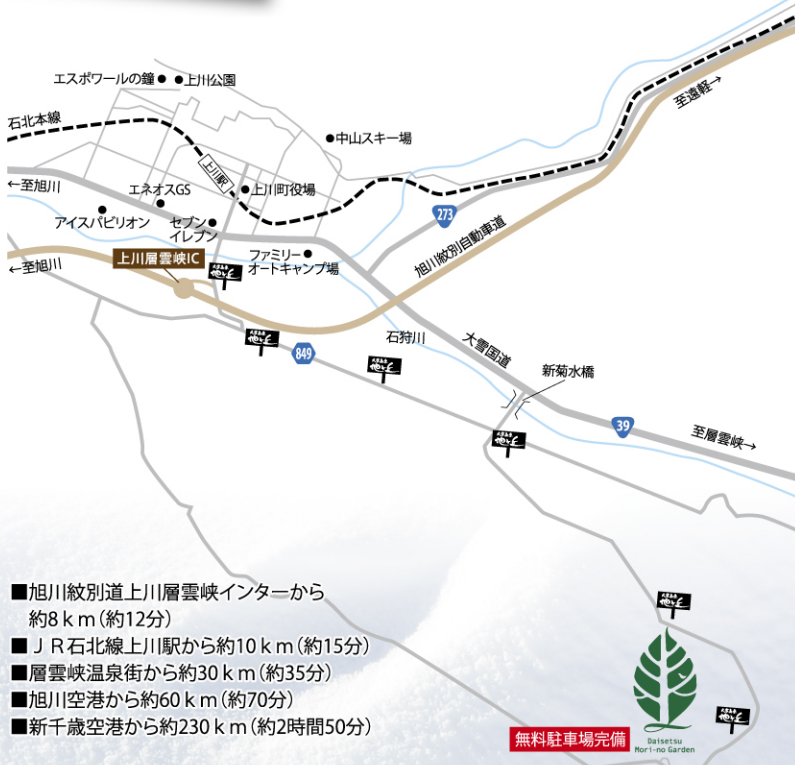 エスポワールの鐘
上川公園
石北本線
中山スキー場
至遠軽→
上川駅
←至旭川
エネオスGS
上川町役場
アイスパビリオン
セブン
イレブン
273
旭川紋別自動車道
←至旭川
上川層雲峡IC
ファミリー
オートキャンプ場
849
石狩川
大雪国道
新菊水橋
39
至層雲峡→
■旭川紋別道上川層雲峡インターから
約8ｋｍ（約12分）
■ＪＲ石北線上川駅から約10ｋｍ（約15分）
■層雲峡温泉街から約30ｋｍ（約35分）
■旭川空港から約60ｋｍ（約70分）
■新千歳空港から約230ｋｍ（約2時間50分）
無料駐車場完備
Daisetsu
Mori-no Garden